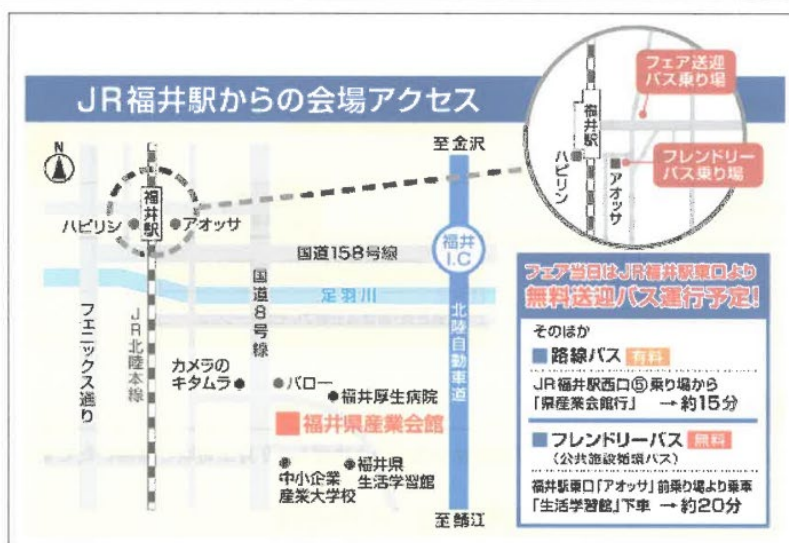 JR福井駅からの会場アクセス
フェア送迎
バス乗り場
福井駅
ハピリン
アオッサ
フレンドリー
バス乗り場
N
至金沢
福井駅
ハピリン
アオッサ
国道158号線
福井
I.C
足羽川
フェニックス通り
JR北陸本線
国道8号線
北陸自動車道
カメラの
キタムラ
バロー
福井厚生病院
福井県産業会館
中小企業
産業大学校
福井県
生活学習館
至鯖江
フェア当日はJR福井駅東口より
無料送迎バス運行予定!
そのほか
路線バス 有料
JR福井駅西口⑤乗り場から
「県産業会館行」 →約15分
フレンドリーバス 無料
(公共施設循環バス)
福井駅東口「アオッサ」前乗り場より乗車
「生活学習館」下車 →約20分